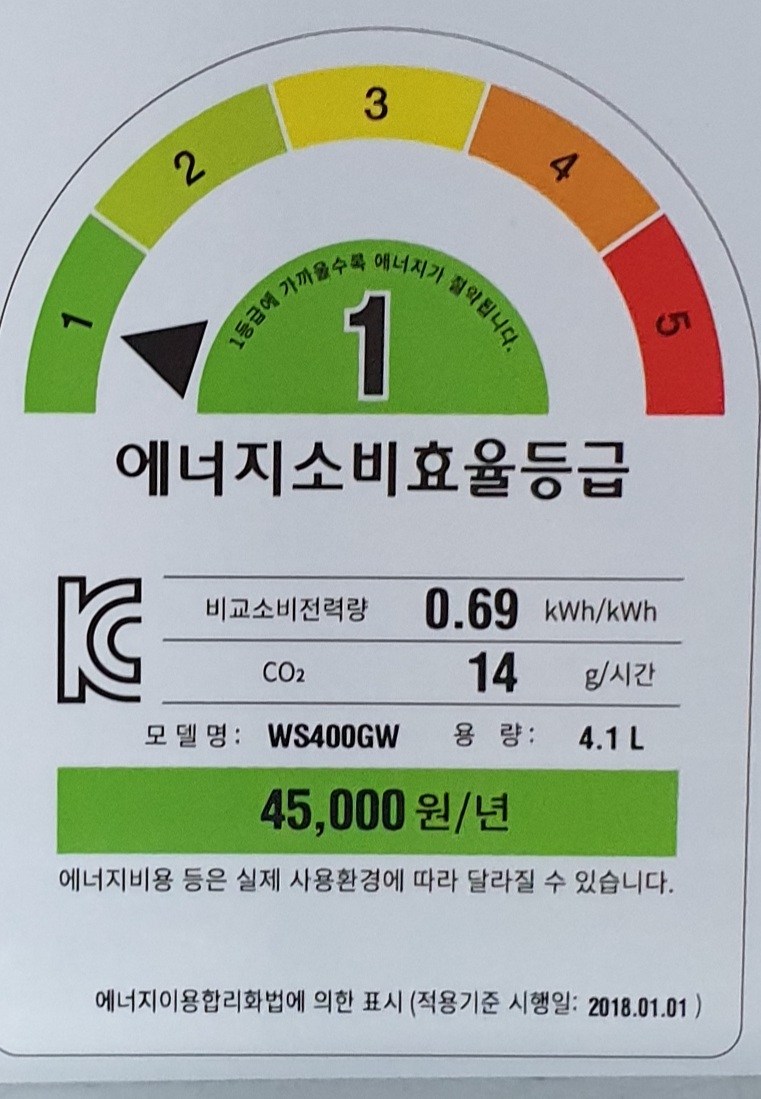 3
2
4
1
5
1등급에 가까울수록 에너지가 절약됩니다.
1
에너지소비효율등급
KC
비교소비전력량 0.69 kWh/kWh
CO₂ 14 g/시간
모델명: WS400GW 용 량: 4.1 L
45,000원/년
에너지비용 등은 실제 사용환경에 따라 달라질 수 있습니다.
에너지이용합리화법에 의한 표시 (적용기준 시행일: 2018.01.01 )